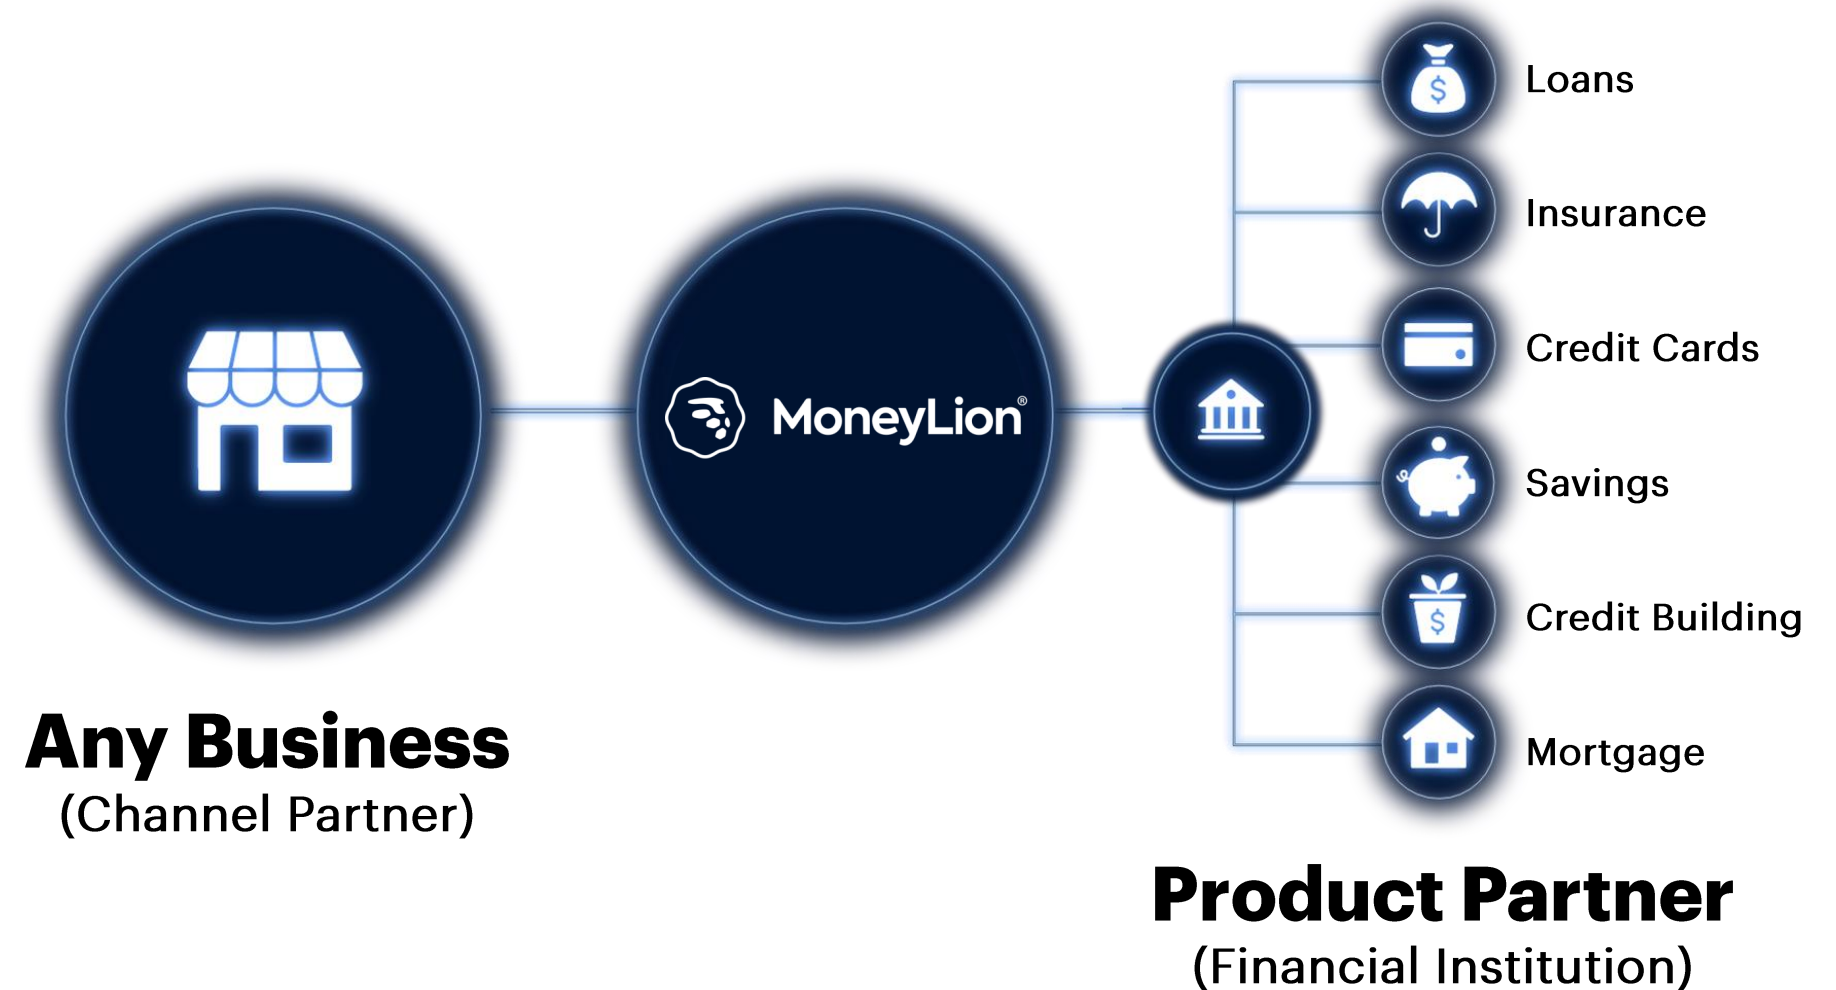 Loans
Insurance
Credit Cards
Savings
Credit Building
Mortgage
$
$
MoneyLion®
Any Business
(Channel Partner)
Product Partner
(Financial Institution)